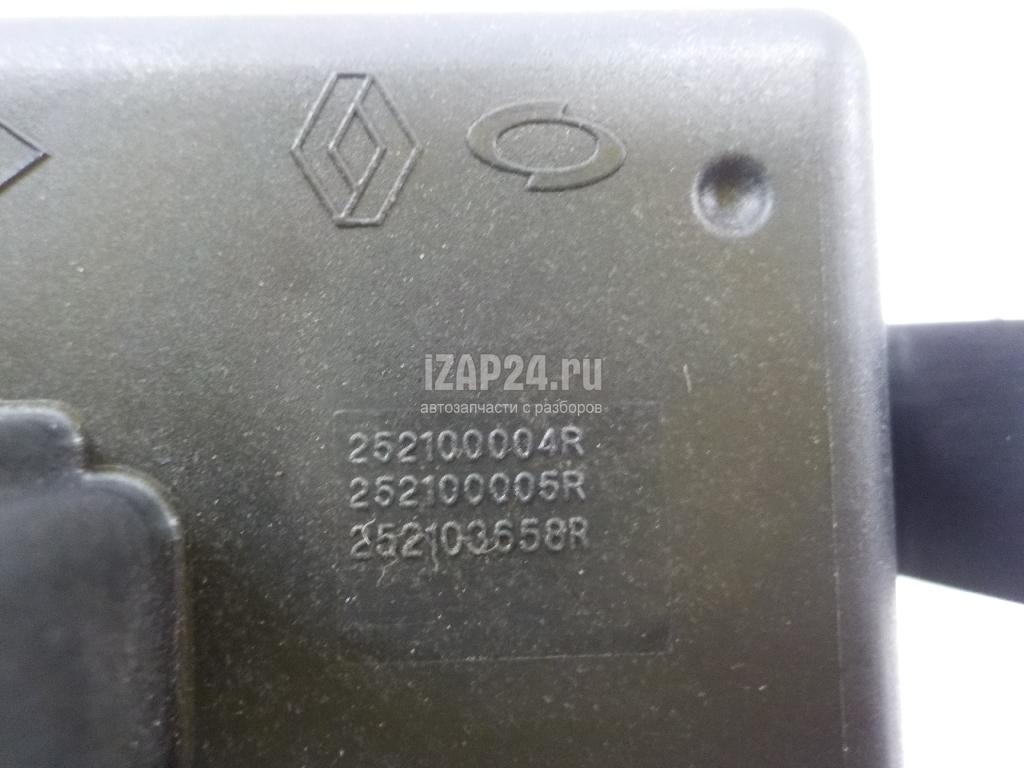 iZAP24.ru
автозапчасти с разборов
252100004R
252100005R
252103658R